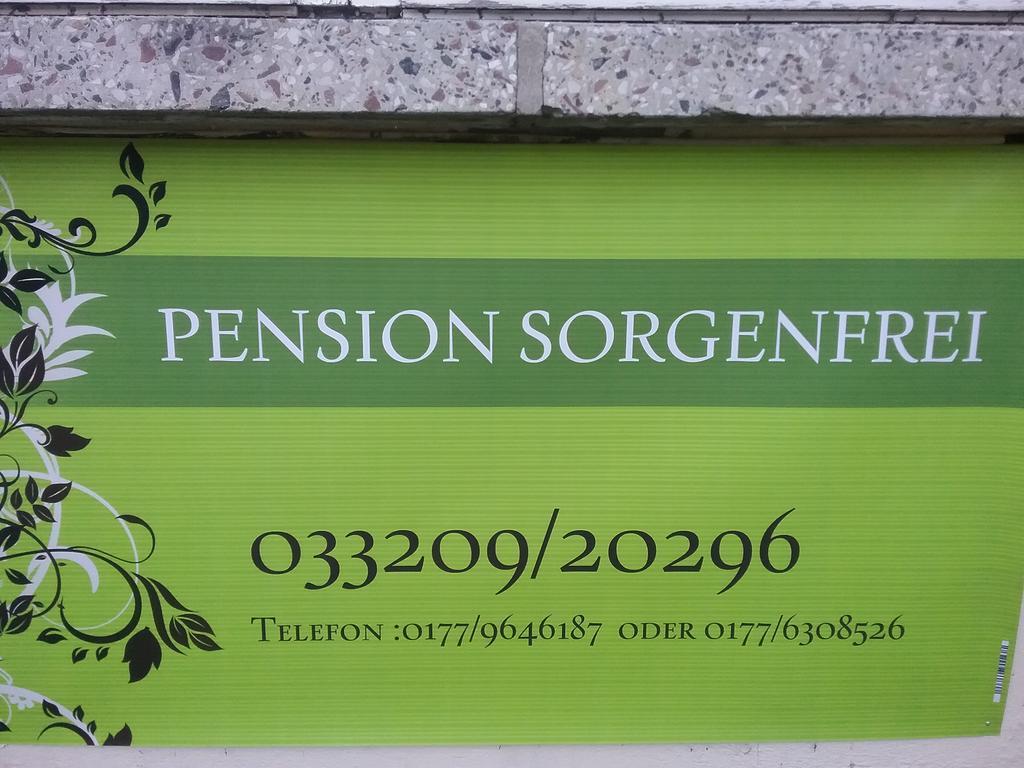 PENSION SORGENFREI
033209/20296
TELEFON :0177/9646187 ODER 0177/6308526